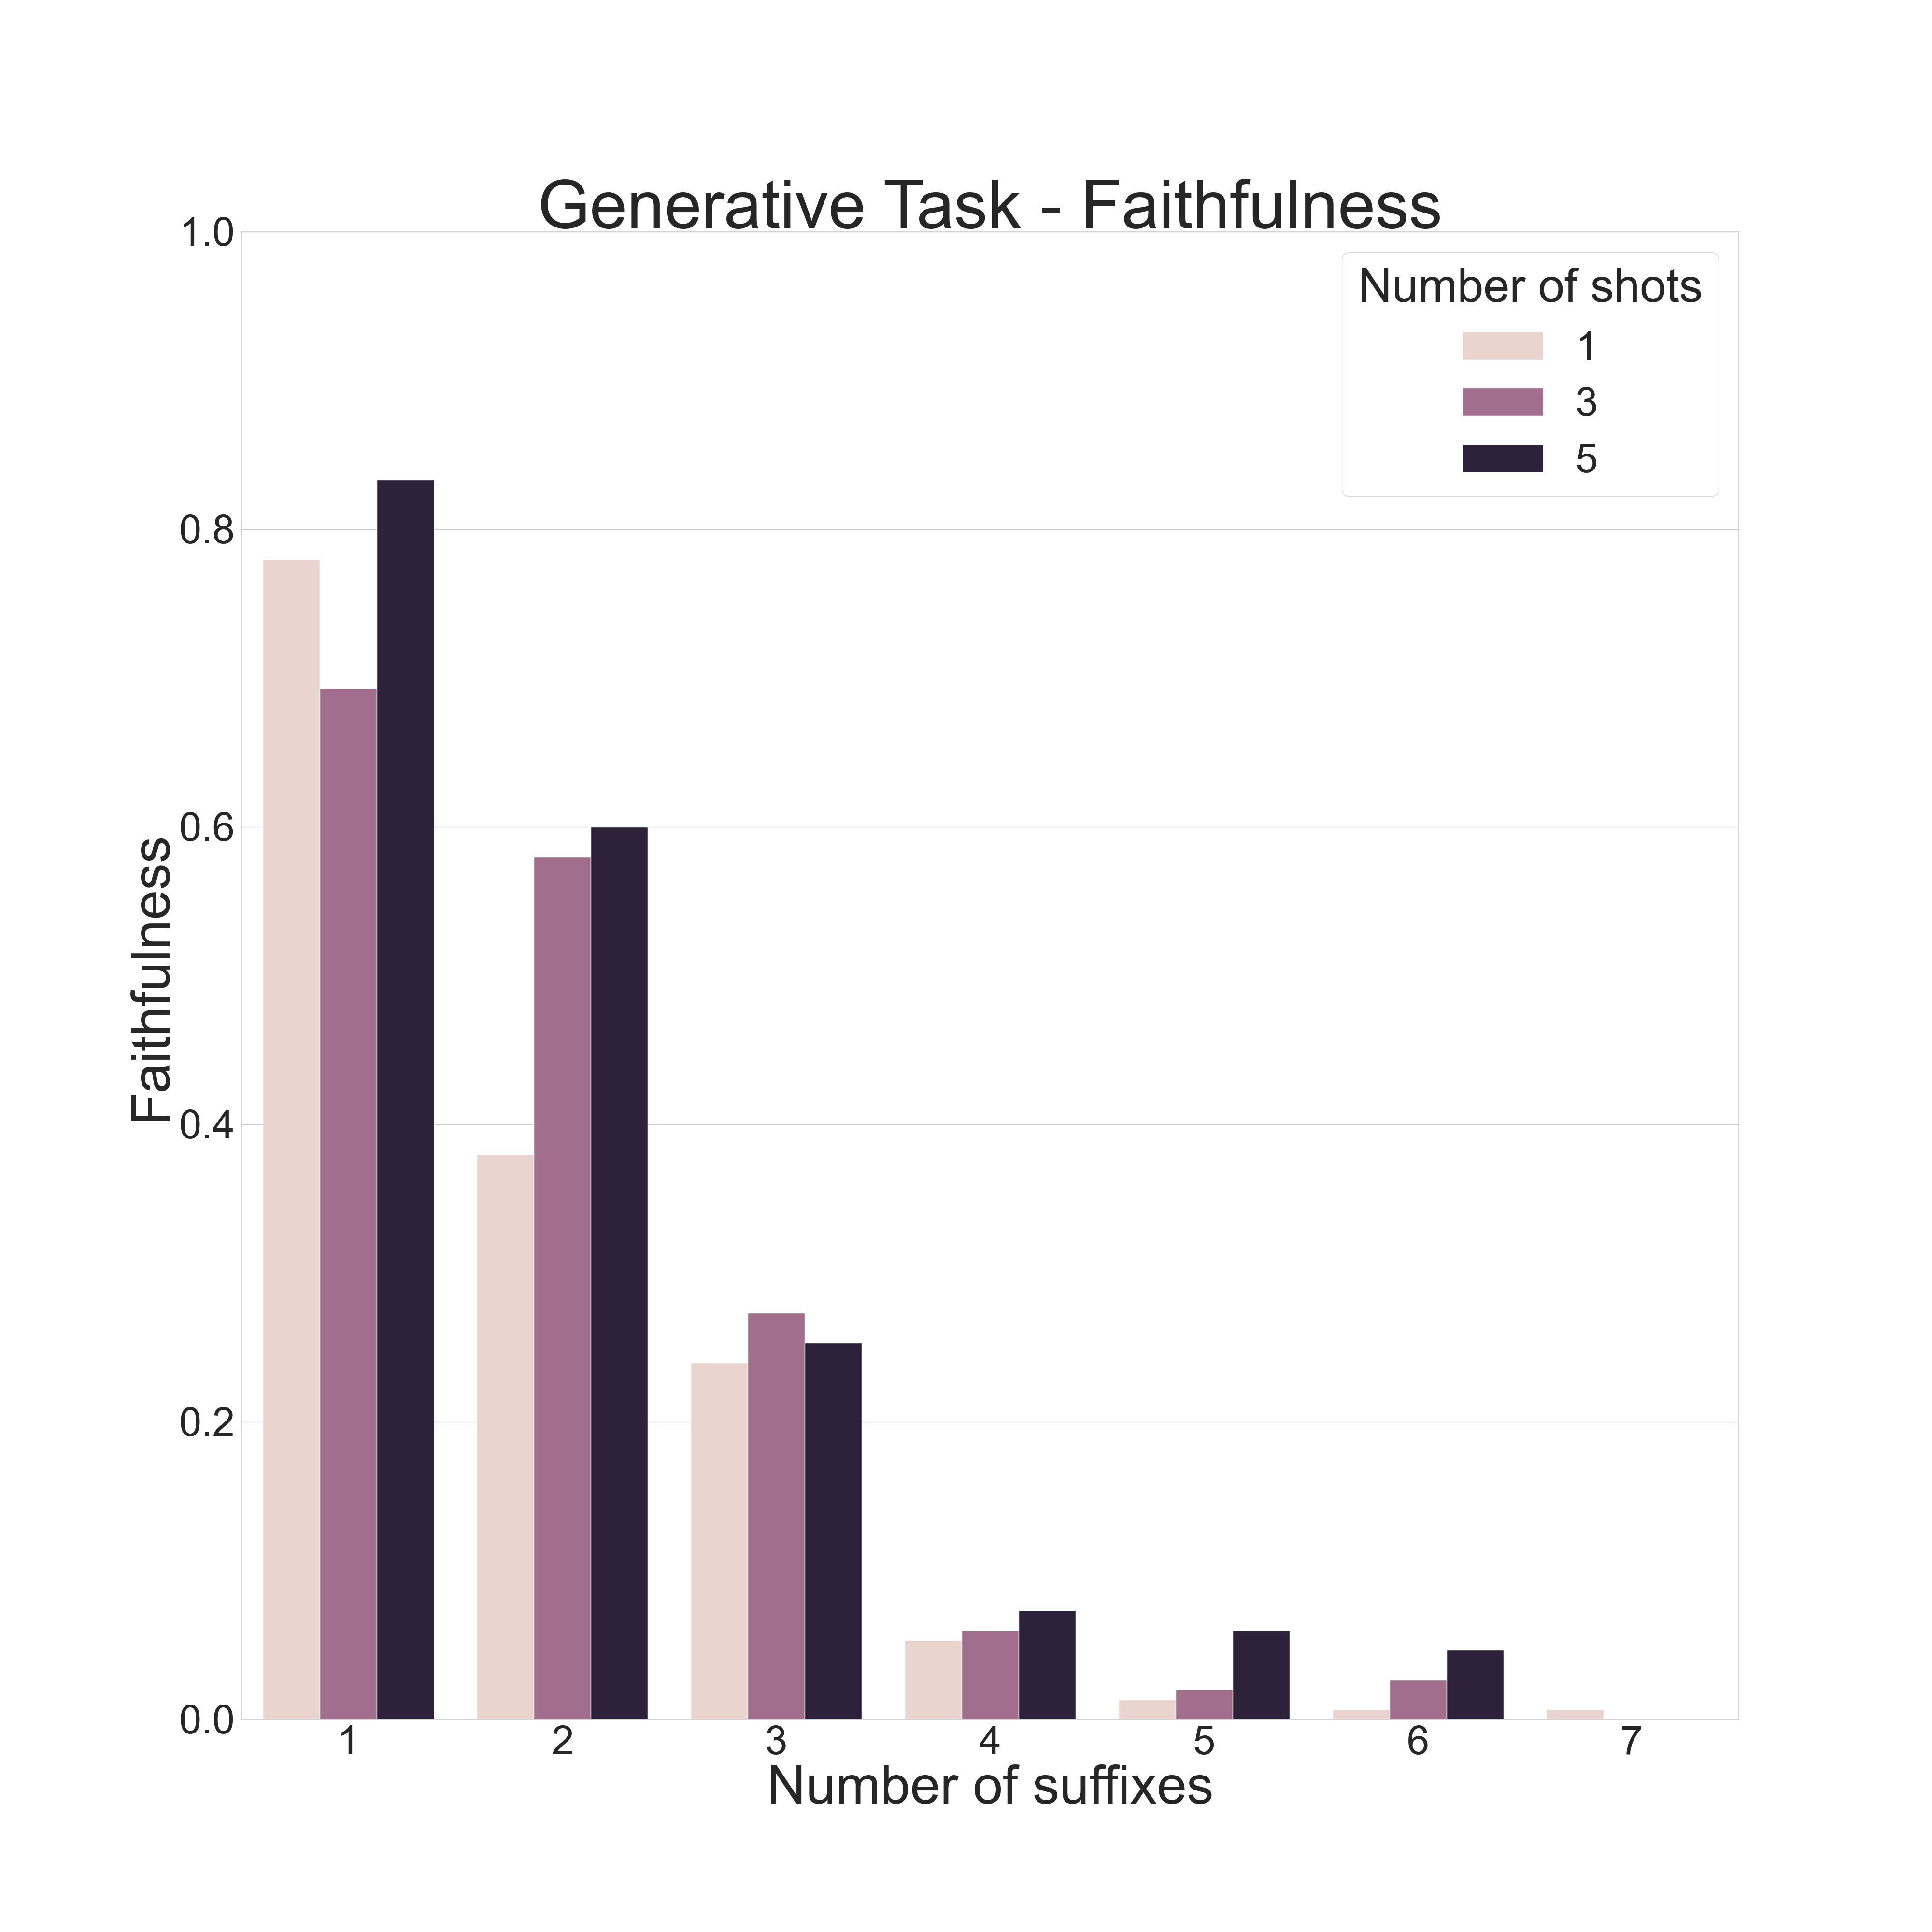 Generative Task - Faithfulness
Number of shots
1
3
5
1.0
0.8
0.6
0.4
0.2
0.0
Faithfulness
1 2 3 4 5 6 7
Number of suffixes